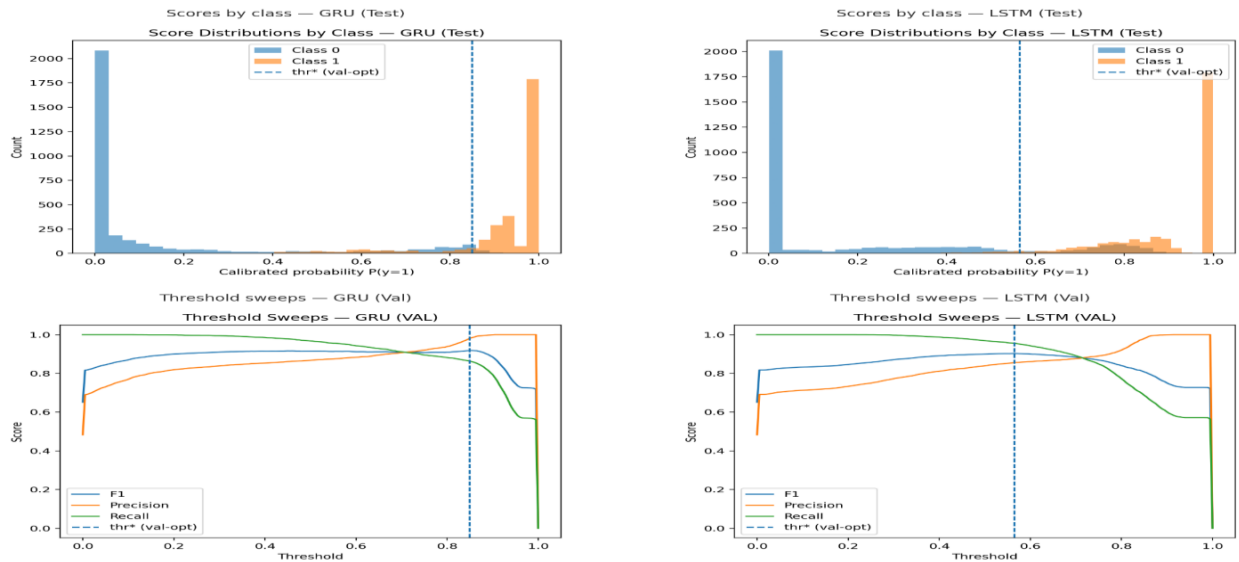 Scores by class — GRU (Test)
Score Distributions by Class — GRU (Test)
Class 0
Class 1
thr* (val-opt)
2000
1750
1500
1250
1000
750
500
250
0
Count
0.0 0.2 0.4 0.6 0.8 1.0
Calibrated probability P(y=1)
Scores by class — LSTM (Test)
Score Distributions by Class — LSTM (Test)
Class 0
Class 1
thr* (val-opt)
2000
1750
1500
1250
1000
750
500
250
0
Count
0.0 0.2 0.4 0.6 0.8 1.0
Calibrated probability P(y=1)
Threshold sweeps — GRU (Val)
Threshold Sweeps — GRU (VAL)
1.0
0.8
0.6
0.4
0.2
0.0
Score
F1
Precision
Recall
thr* (val-opt)
0.0 0.2 0.4 0.6 0.8 1.0
Threshold
Threshold sweeps — LSTM (Val)
Threshold Sweeps — LSTM (VAL)
1.0
0.8
0.6
0.4
0.2
0.0
Score
F1
Precision
Recall
thr* (val-opt)
0.0 0.2 0.4 0.6 0.8 1.0
Threshold